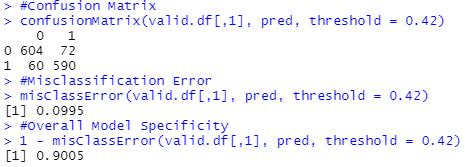 > #Confusion Matrix
> confusionMatrix(valid.df[,1], pred, threshold = 0.42)
    0   1
0 604  72
1  60 590
> #Misclassification Error
> misClassError(valid.df[,1], pred, threshold = 0.42)
[1] 0.0995
> #Overall Model Specificity
> 1 - misClassError(valid.df[,1], pred, threshold = 0.42)
[1] 0.9005